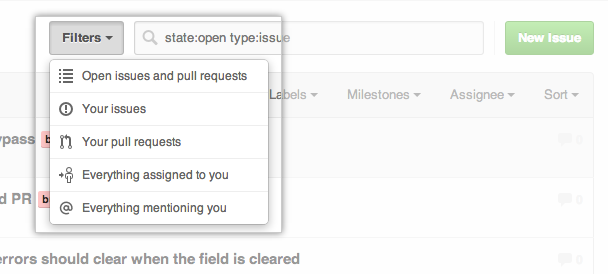 Filters
state:open type:issue
New Issue
Open issues and pull requests
Labels Milestones Assignee Sort
Your issues
ypass b 0
Your pull requests
Everything assigned to you
d PR b 0
Everything mentioning you
errors should clear when the field is cleared 0